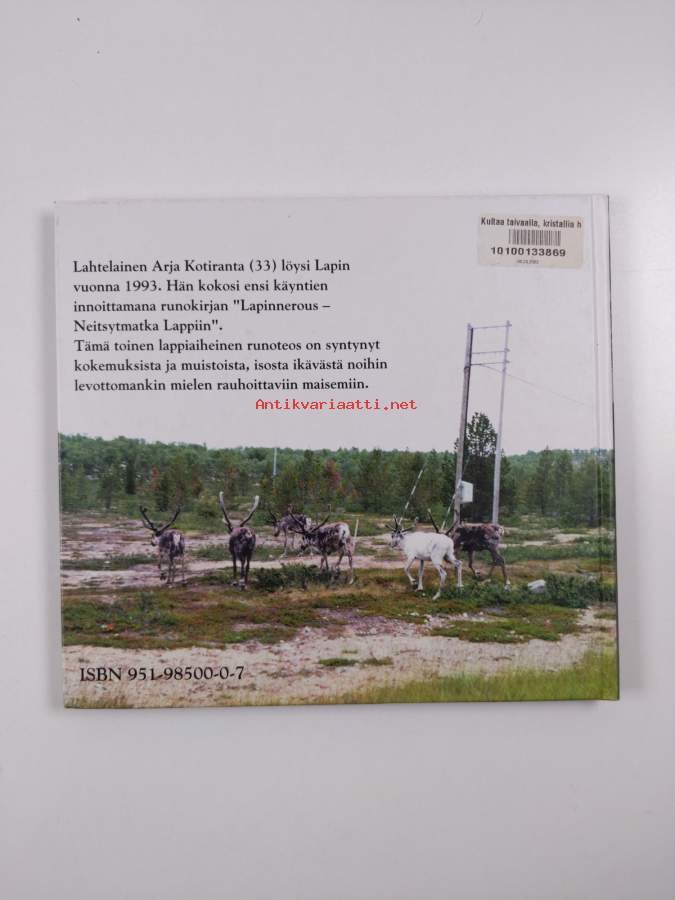 Kultaa taivaalla, kristallia h
10100133869
Lahtelainen Arja Kotiranta (33) löysi Lapin
vuonna 1993. Hän kokosi ensi käyntien
innoittamana runokirjan "Lapinnerous –
Neitsytmatka Lappiin".
Tämä toinen lappiaiheinen runoteos on syntynyt
kokemuksista ja muistoista, isosta ikävästä noihin
levottomankin mielen rauhoittaviin maisemiin.
Antikvariaatti.net
ISBN 951-98500-0-7